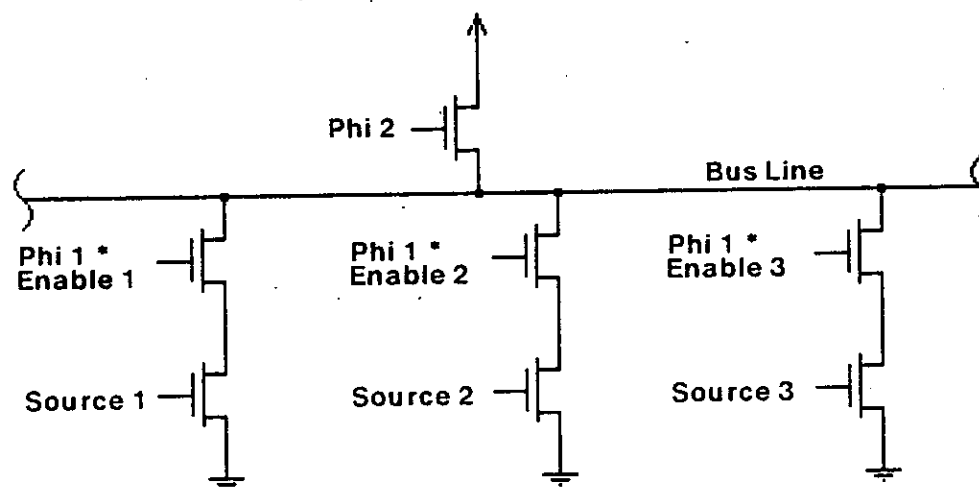 Phi 2
Bus Line
Phi 1 *
Enable 1
Phi 1 *
Enable 2
Phi 1 *
Enable 3
Source 1
Source 2
Source 3